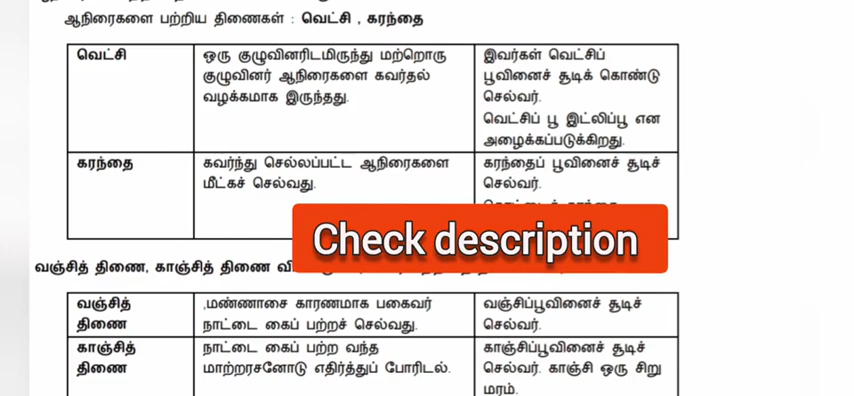 ஆநிரைகளை பற்றிய திணைகள் : வெட்சி , கரந்தை
வெட்சி
ஒரு குழுவினரிடமிருந்து மற்றொரு
குழுவினர் ஆநிரைகளை கவர்தல்
வழக்கமாக இருந்தது.
இவர்கள் வெட்சிப்
பூவினைச் சூடிக் கொண்டு
செல்வர்.
வெட்சிப் பூ இட்லிப்பூ என
அழைக்கப்படுக்கிறது.
கரந்தை
கவர்ந்து செல்லப்பட்ட ஆநிரைகளை
மீட்கச் செல்வது.
கரந்தைப் பூவினைச் சூடிச்
செல்வர்.
Check description
வஞ்சித் திணை, காஞ்சித் திணை
வஞ்சித்
திணை
,மண்ணாசை காரணமாக பகைவர்
நாட்டை கைப் பற்றச் செல்வது.
வஞ்சிப்பூவினைச் சூடிச்
செல்வர்.
காஞ்சித்
திணை
நாட்டை கைப் பற்ற வந்த
மாற்றரசனோடு எதிர்த்துப் போரிடல்.
காஞ்சிப்பூவினைச் சூடிச்
செல்வர். காஞ்சி ஒரு சிறு
மரம்.